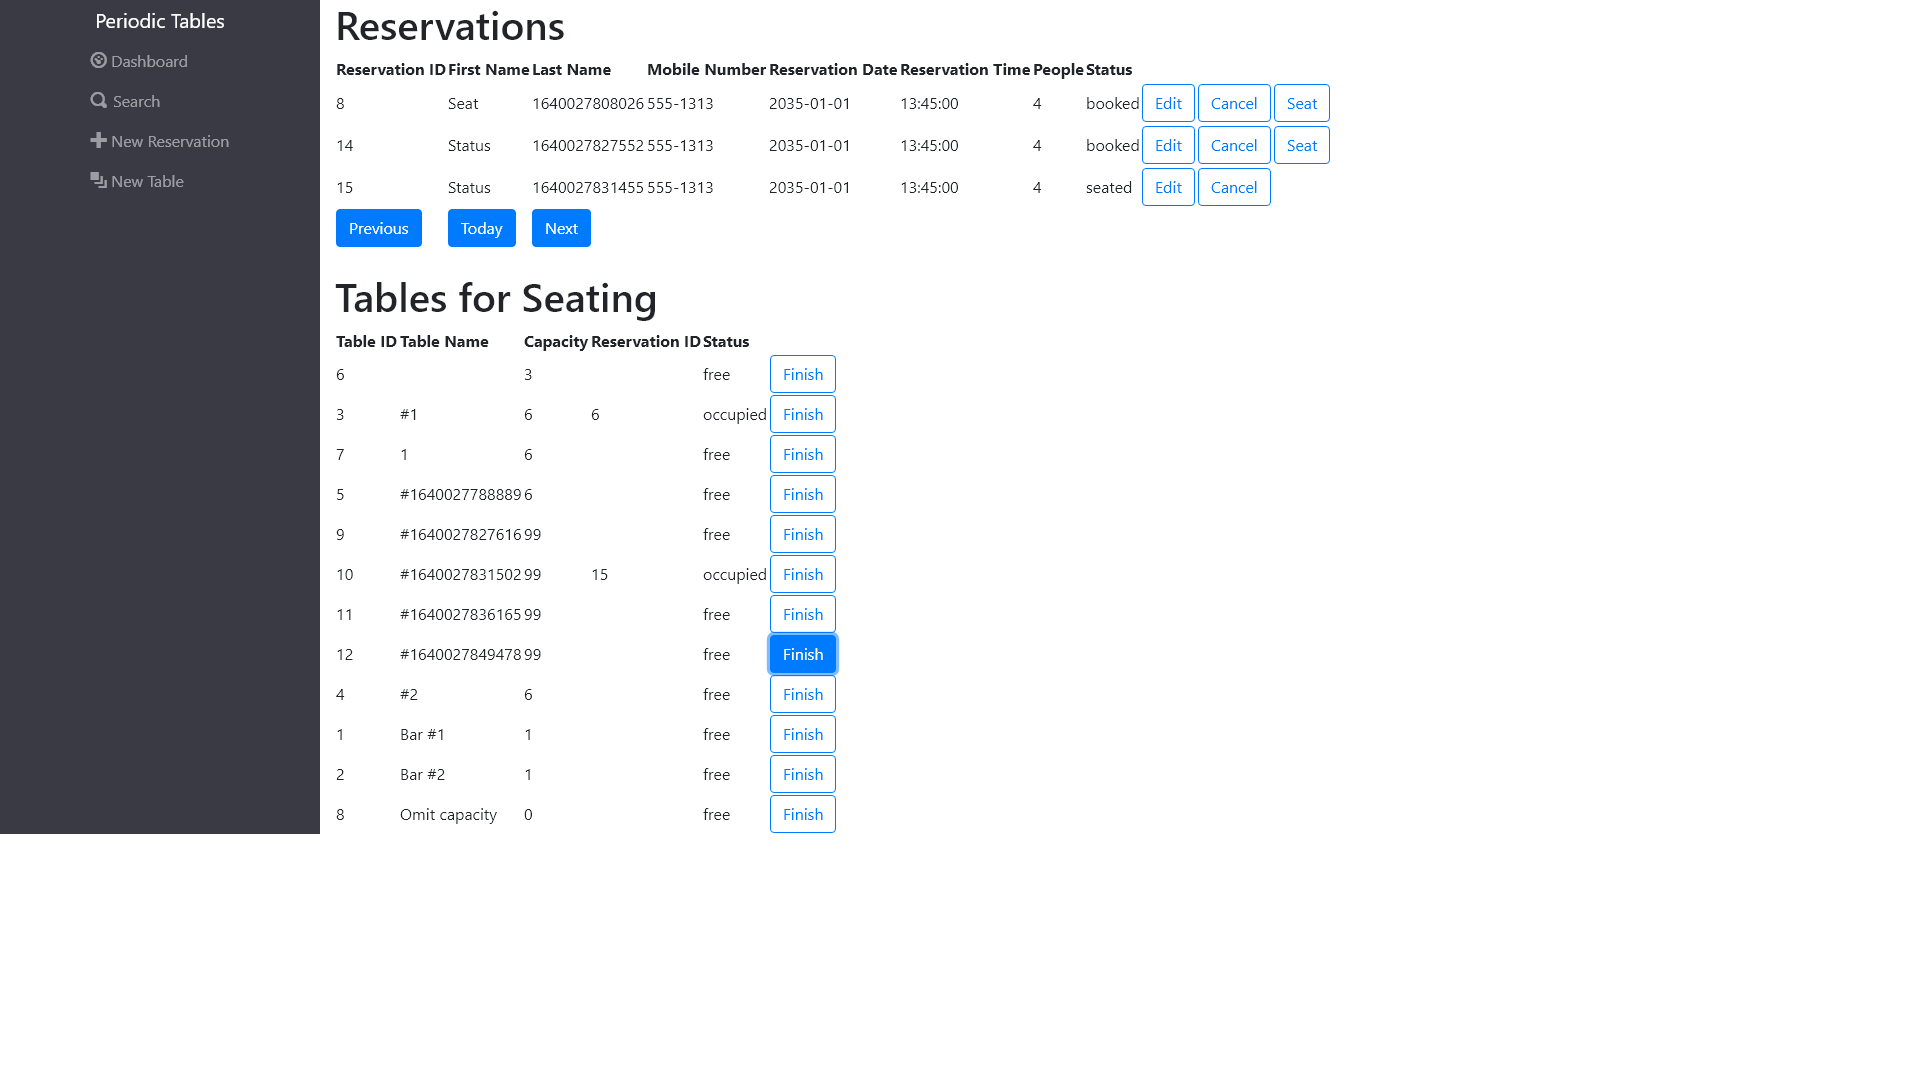 Periodic Tables
Dashboard
Search
New Reservation
New Table
Reservations
Reservation ID First Name Last Name Mobile Number Reservation Date Reservation Time People Status
8 Seat 1640027808026 555-1313 2035-01-01 13:45:00 4 booked Edit Cancel Seat
14 Status 1640027827552 555-1313 2035-01-01 13:45:00 4 booked Edit Cancel Seat
15 Status 1640027831455 555-1313 2035-01-01 13:45:00 4 seated Edit Cancel
Previous Today Next
Tables for Seating
Table ID Table Name Capacity Reservation ID Status
6 3 free Finish
3 #1 6 6 occupied Finish
7 1 6 free Finish
5 #1640027788889 6 free Finish
9 #1640027827616 99 free Finish
10 #1640027831502 99 15 occupied Finish
11 #1640027836165 99 free Finish
12 #1640027849478 99 free Finish
4 #2 6 free Finish
1 Bar #1 1 free Finish
2 Bar #2 1 free Finish
8 Omit capacity 0 free Finish